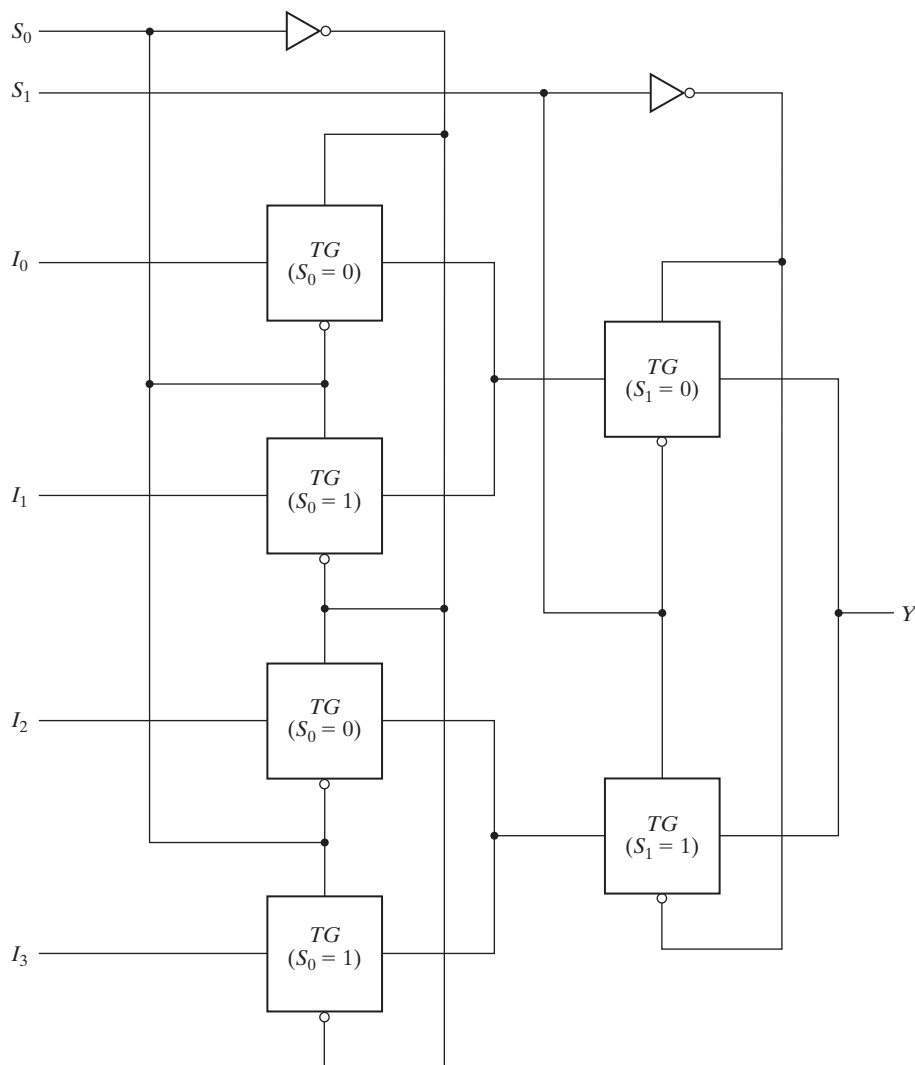 S₀
S₁
I₀
TG
(S₀ = 0)
TG
(S₁ = 0)
I₁
TG
(S₀ = 1)
Y
I₂
TG
(S₀ = 0)
TG
(S₁ = 1)
I₃
TG
(S₀ = 1)